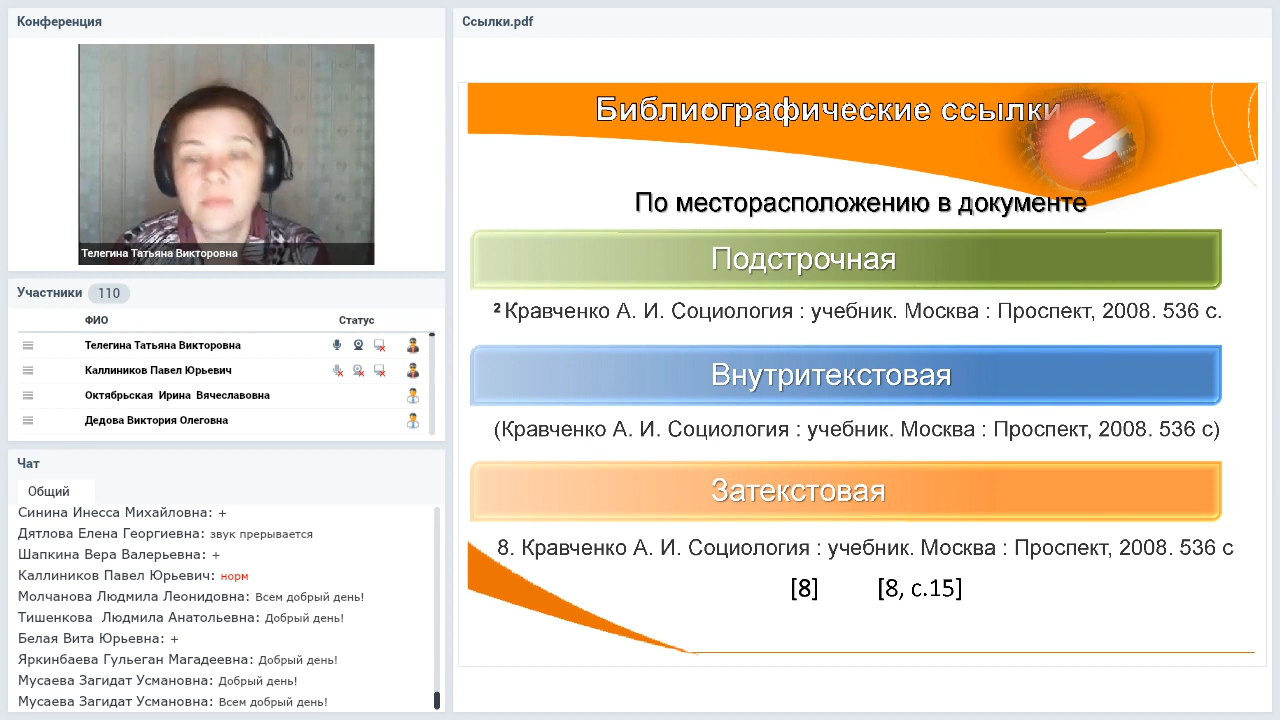 Конференция
Телегина Татьяна Викторовна
Участники 110
ФИО Статус
Телегина Татьяна Викторовна
Каллиников Павел Юрьевич
Октябрьская Ирина Вячеславовна
Дедова Виктория Олеговна
Чат
Общий
Синина Инесса Михайловна: +
Дятлова Елена Георгиевна: звук прерывается
Шапкина Вера Валерьевна: +
Каллиников Павел Юрьевич: норм
Молчанова Людмила Леонидовна: Всем добрый день!
Тишенкова Людмила Анатольевна: Добрый день!
Белая Вита Юрьевна: +
Яркинбаева Гульеган Магадеевна: Добрый день!
Мусаева Загидат Усмановна: Добрый день!
Мусаева Загидат Усмановна: Всем добрый день!
Ссылки.pdf
Библиографические ссылки
По месторасположению в документе
Подстрочная
² Кравченко А. И. Социология : учебник. Москва : Проспект, 2008. 536 с.
Внутритекстовая
(Кравченко А. И. Социология : учебник. Москва : Проспект, 2008. 536 с)
Затекстовая
8. Кравченко А. И. Социология : учебник. Москва : Проспект, 2008. 536 с
[8] [8, с.15]